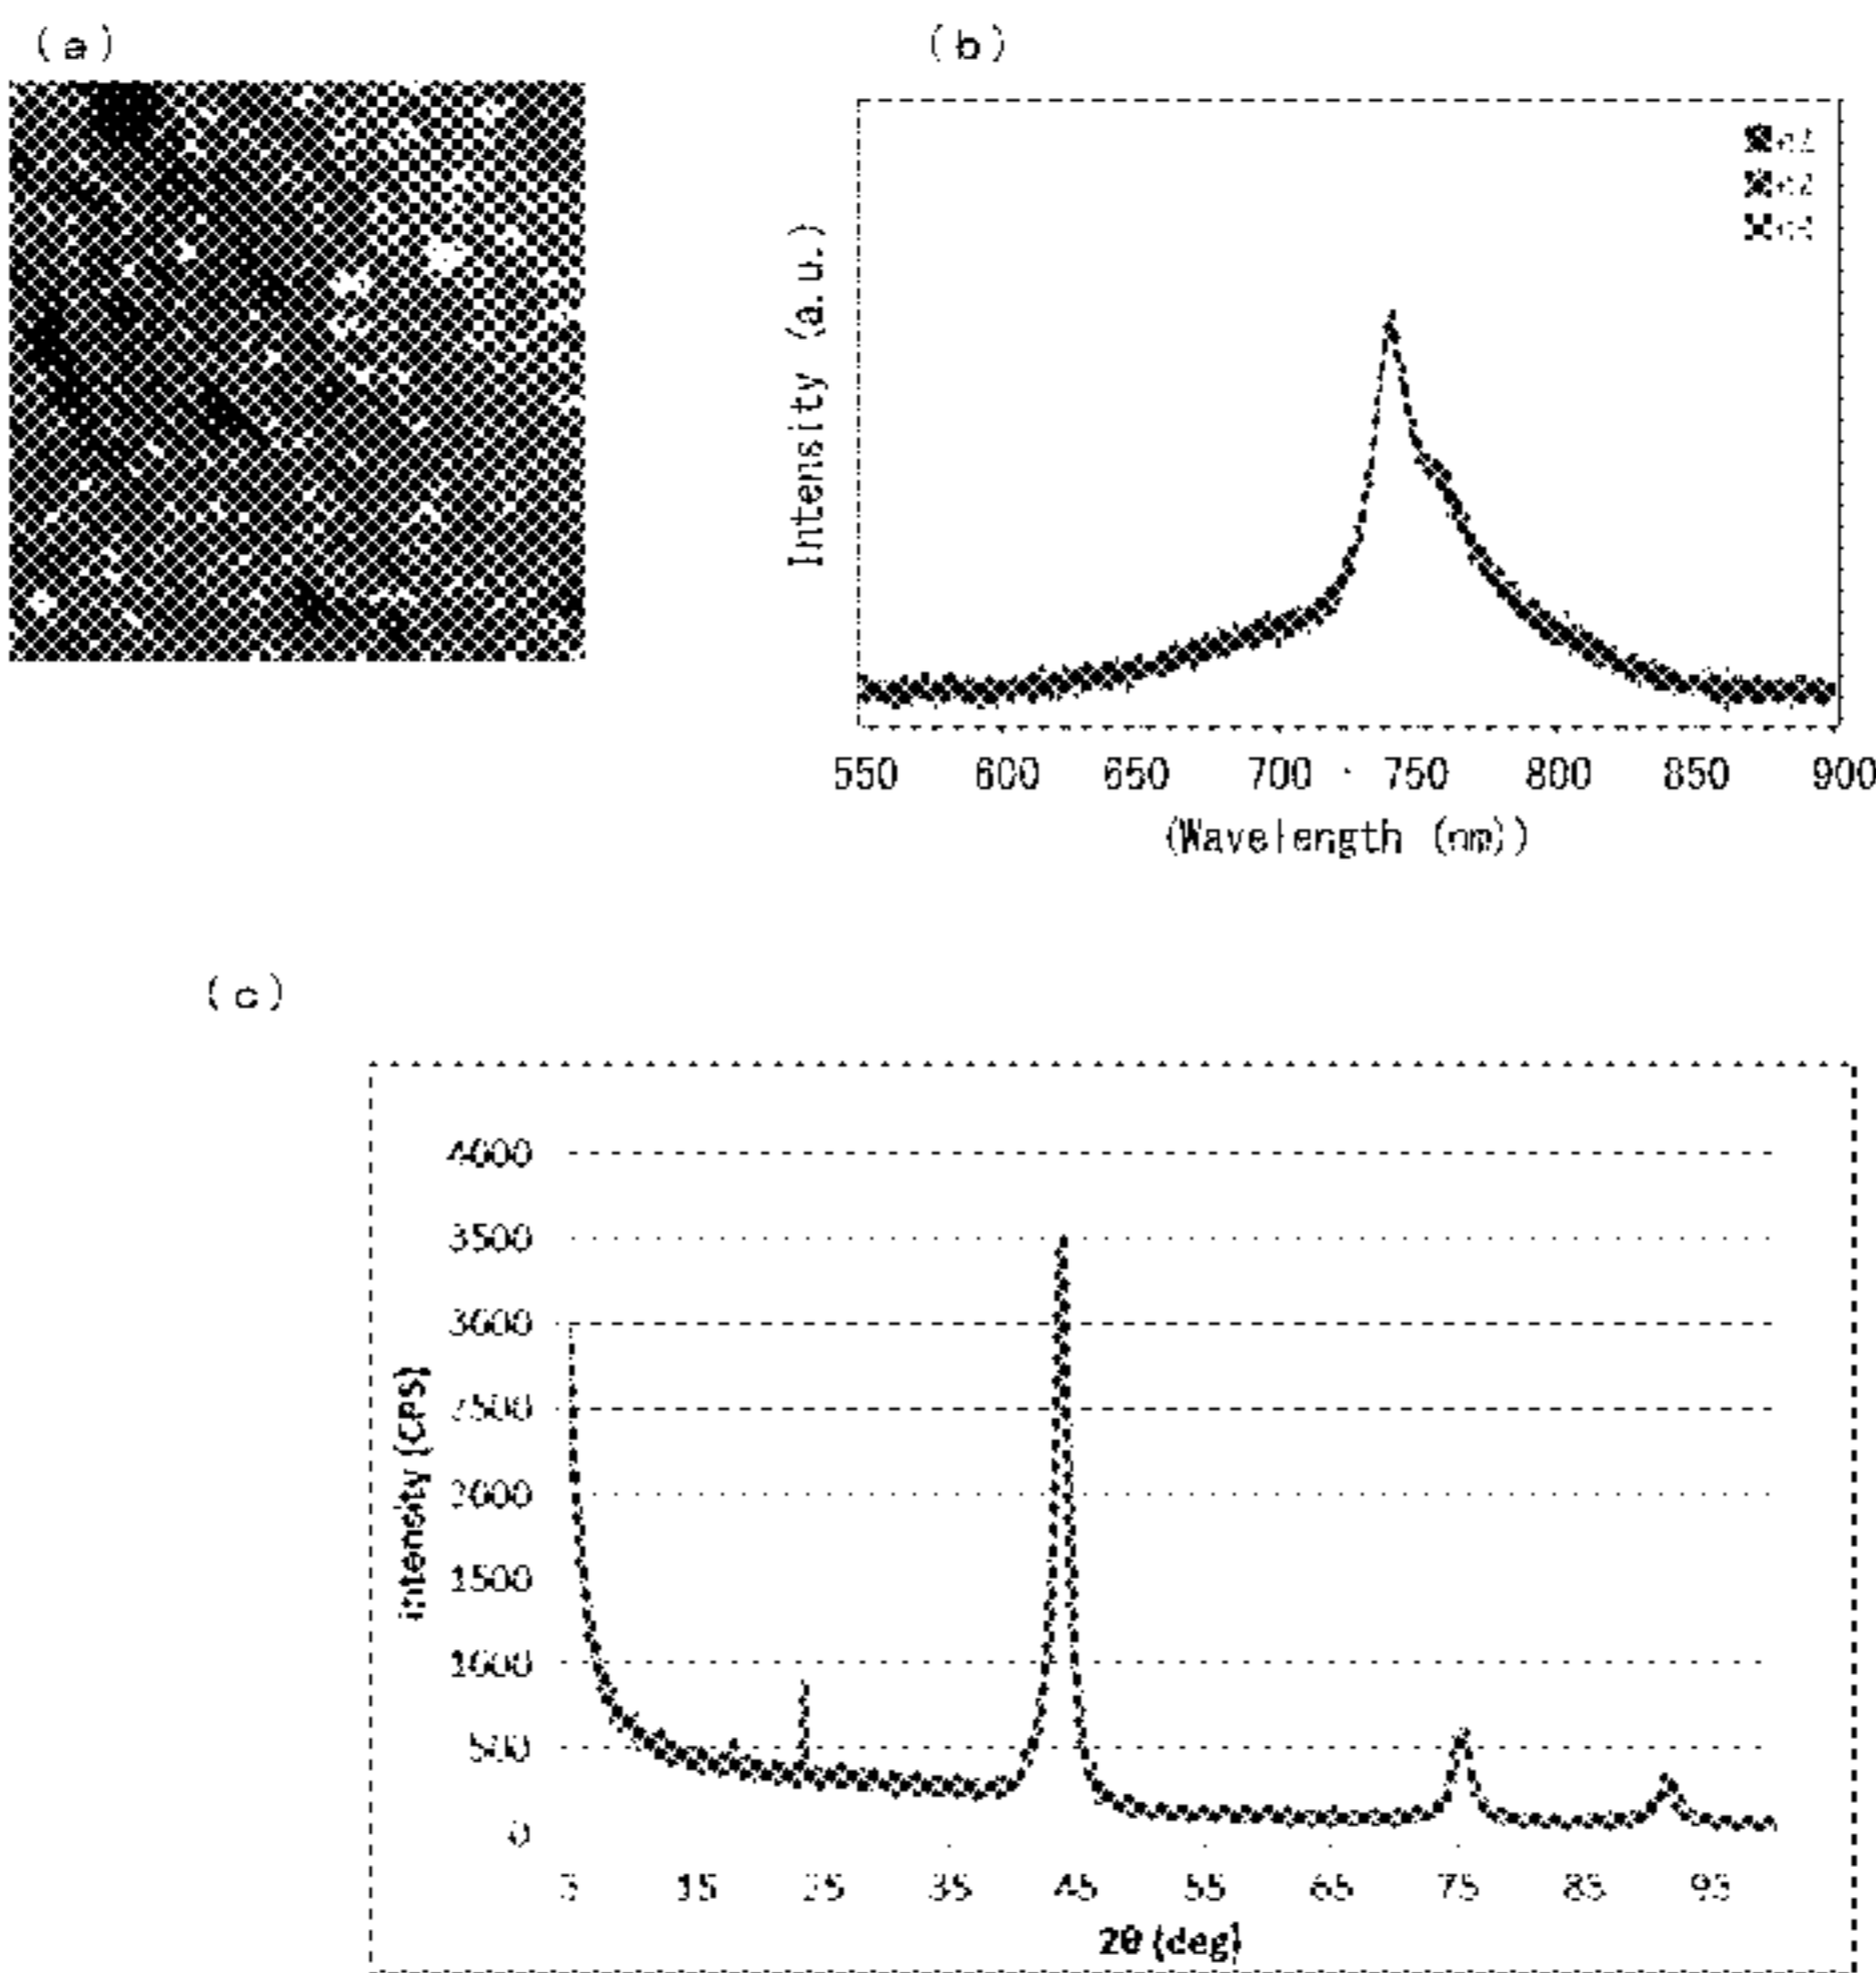 (a)
(b)
Intensity (a.u.)
550 600 650 700 750 800 850 900
(Wavelength (nm))
(c)
4000
3500
3000
2500
2000
1500
1000
500
0
intensity (CPS)
5 15 25 35 45 55 65 75 85 95
2θ (deg)